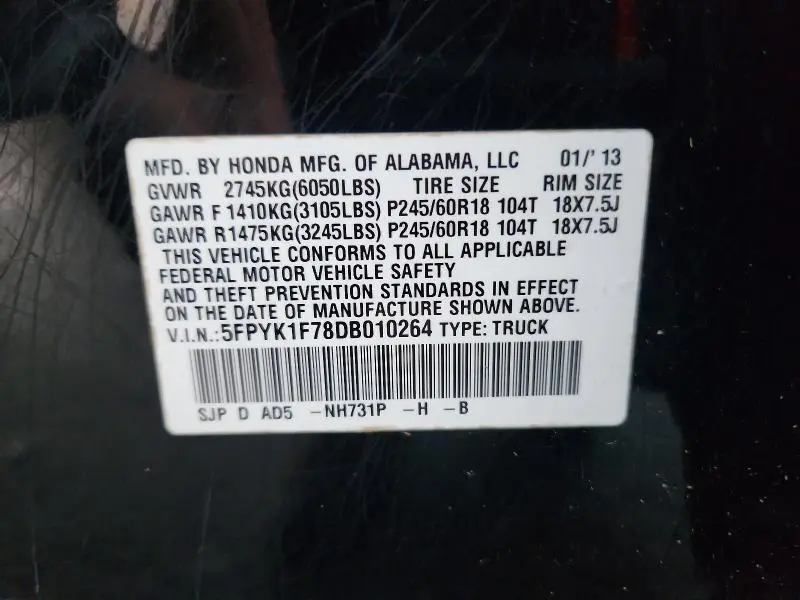 MFD. BY HONDA MFG. OF ALABAMA, LLC 01/' 13
GVWR 2745KG(6050LBS) TIRE SIZE RIM SIZE
GAWR F 1410KG(3105LBS) P245/60R18 104T 18X7.5J
GAWR R1475KG(3245LBS) P245/60R18 104T 18X7.5J
THIS VEHICLE CONFORMS TO ALL APPLICABLE
FEDERAL MOTOR VEHICLE SAFETY
AND THEFT PREVENTION STANDARDS IN EFFECT
ON THE DATE OF MANUFACTURE SHOWN ABOVE.
V.I.N.:5FPYK1F78DB010264 TYPE: TRUCK
SJP D AD5 -NH731P -H -B